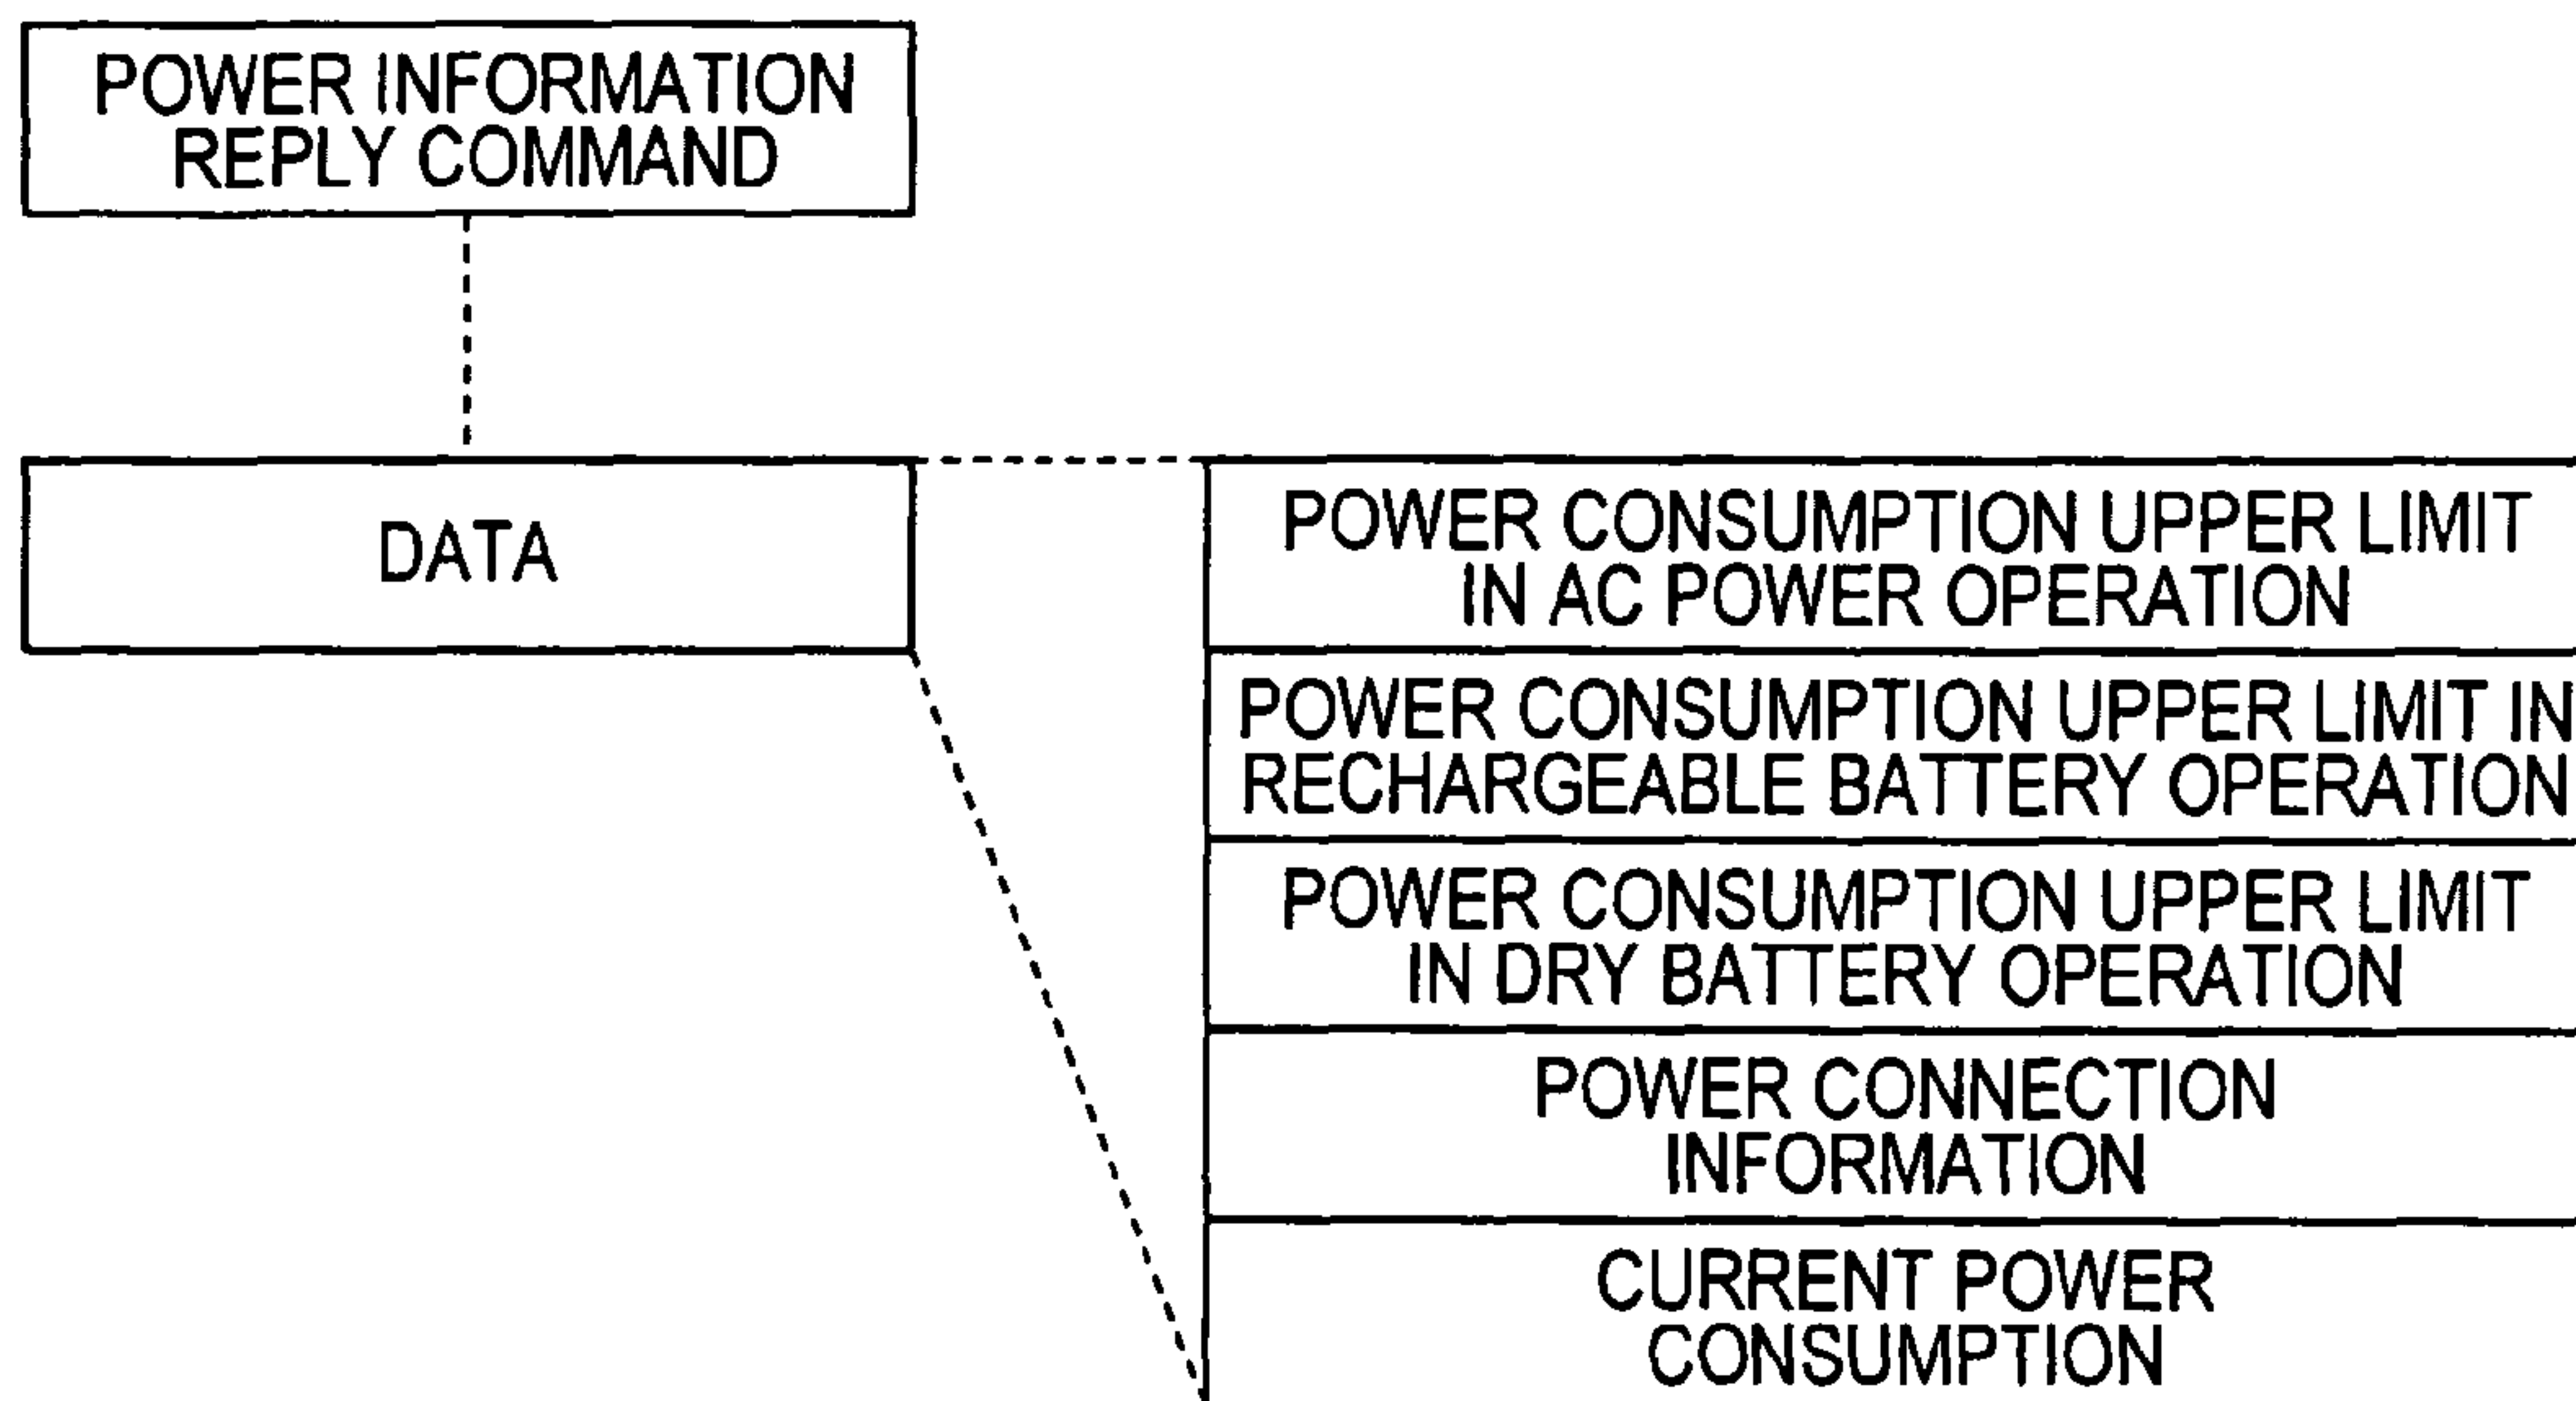 POWER INFORMATION
REPLY COMMAND
DATA
POWER CONSUMPTION UPPER LIMIT
IN AC POWER OPERATION
POWER CONSUMPTION UPPER LIMIT IN
RECHARGEABLE BATTERY OPERATION
POWER CONSUMPTION UPPER LIMIT
IN DRY BATTERY OPERATION
POWER CONNECTION
INFORMATION
CURRENT POWER
CONSUMPTION